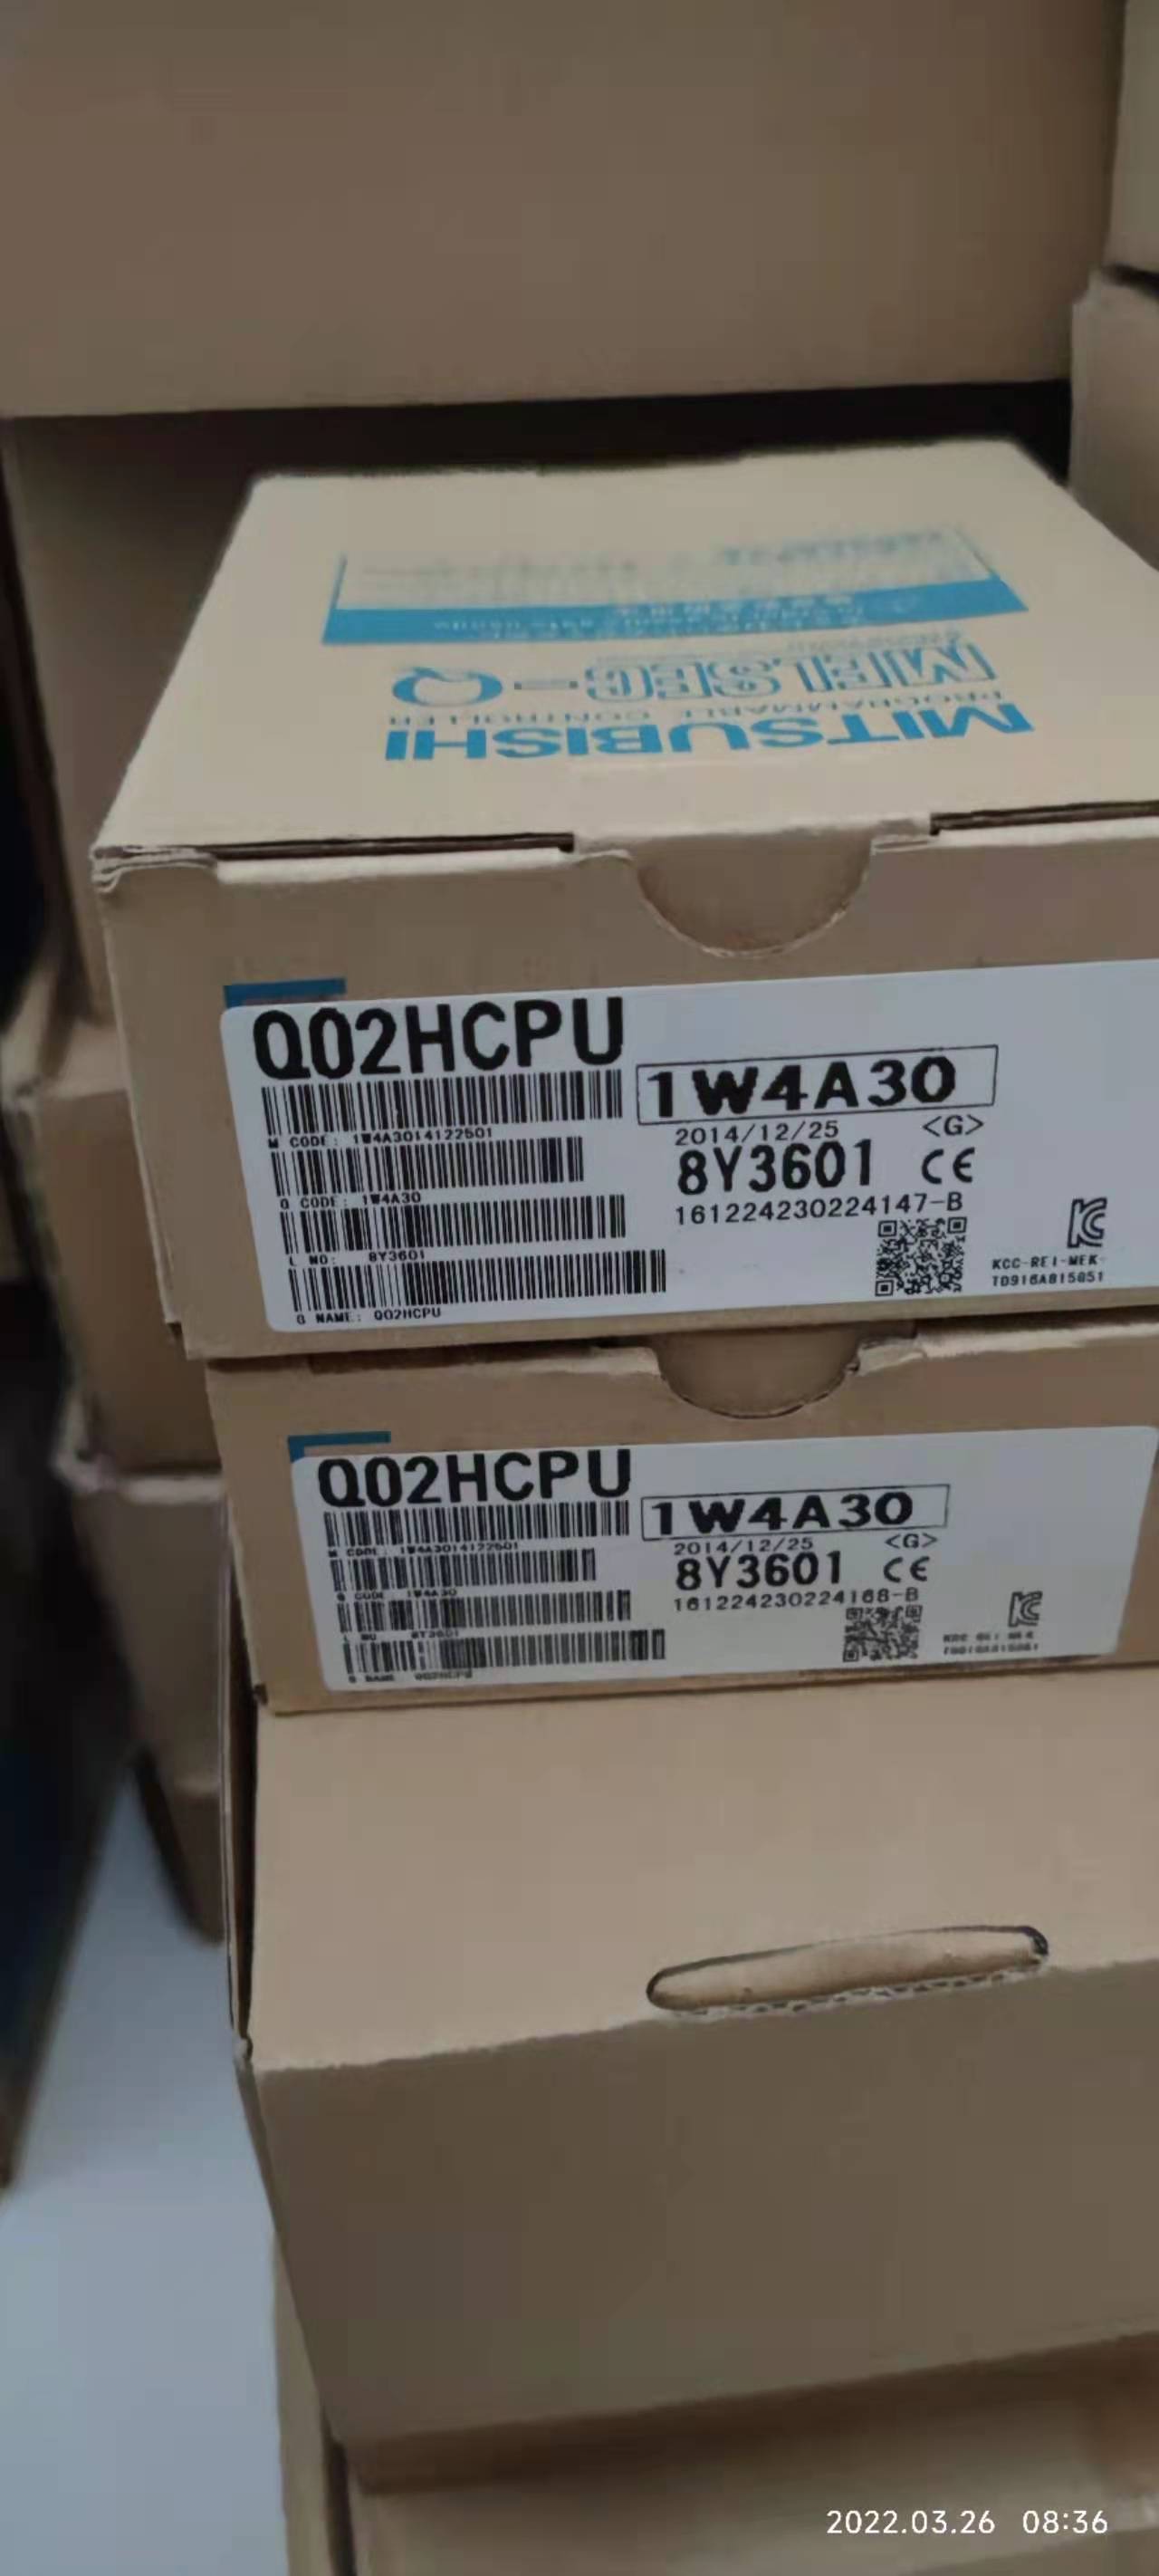 MELSEC-Q
PROGRAMMABLE CONTROLLER
MITSUBISHI
Q02HCPU
1W4A30
M CODE: 1W4A3014122501
2014/12/25 <G>
8Y3601 CE
Q CODE: 1W4A30
161224230224147-B
L NO: 8Y3601
KCC-REI-MEK-
TD916A815051
G NAME: Q02HCPU
Q02HCPU
1W4A30
2014/12/25 <G>
8Y3601 CE
161224230224168-B
2022.03.26 08:36